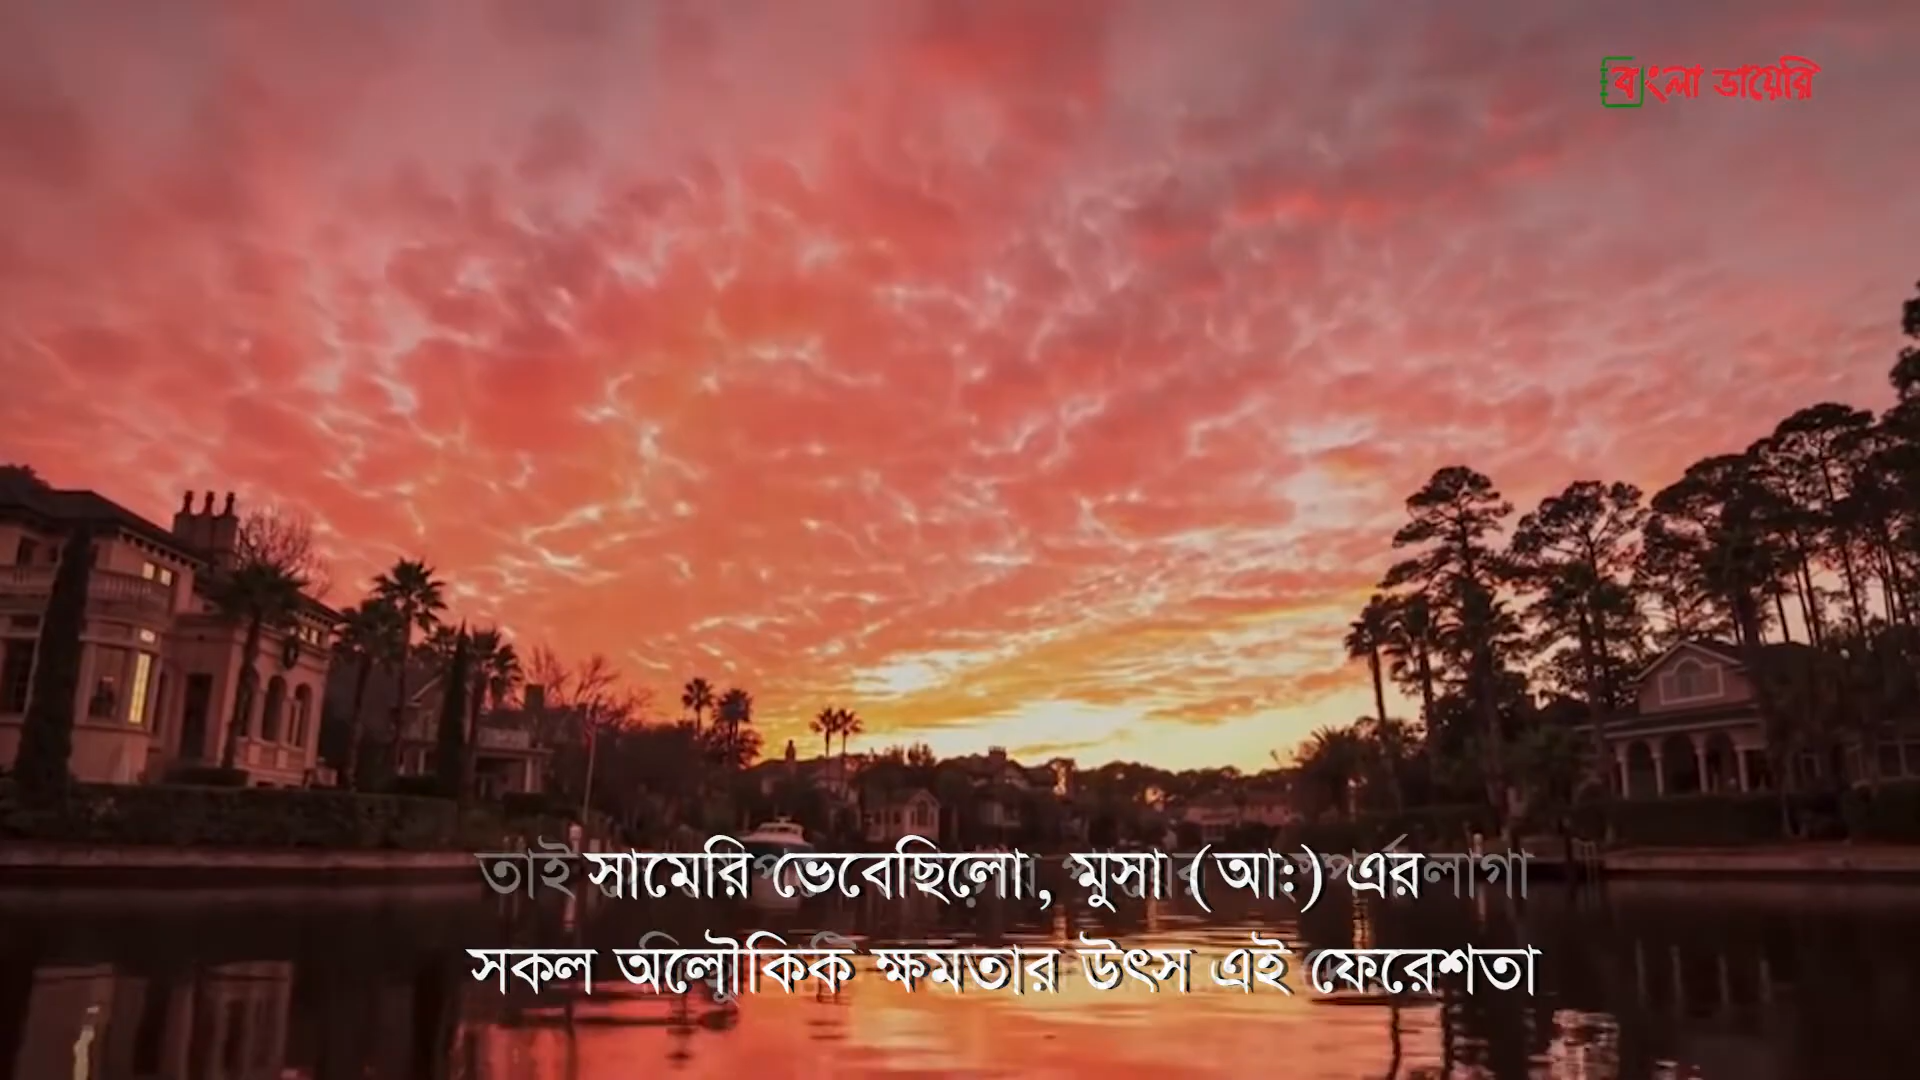 বাংলা ডায়েরি
সামেরি ভেবেছিলো, মুসা (আ:) এর
সকল অলৌকিক ক্ষমতার উৎস এই ফেরেশতা